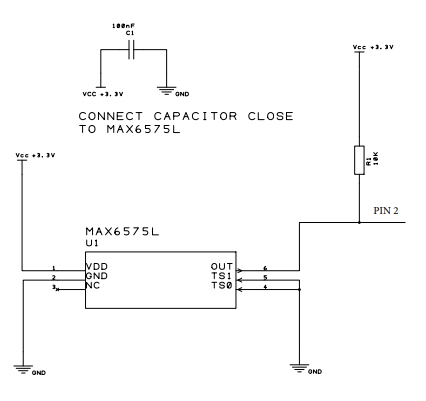 100nF
C1
VCC +3.3V
GND
CONNECT CAPACITOR CLOSE
TO MAX6575L
Vcc +3.3V
R1
10K
PIN 2
Vcc +3.3V
MAX6575L
U1
1 VDD OUT 6
2 GND TS1 5
3 NC TS0 4
GND
GND